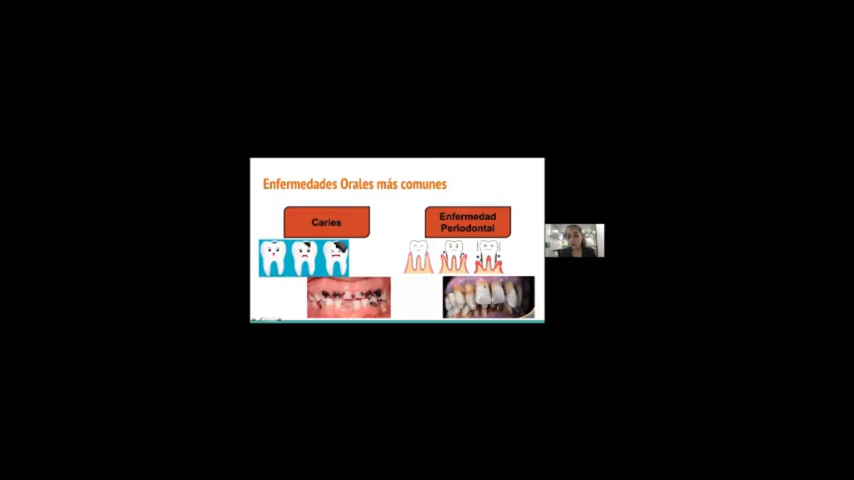 Enfermedades Orales más comunes
Caries
Enfermedad
Periodontal